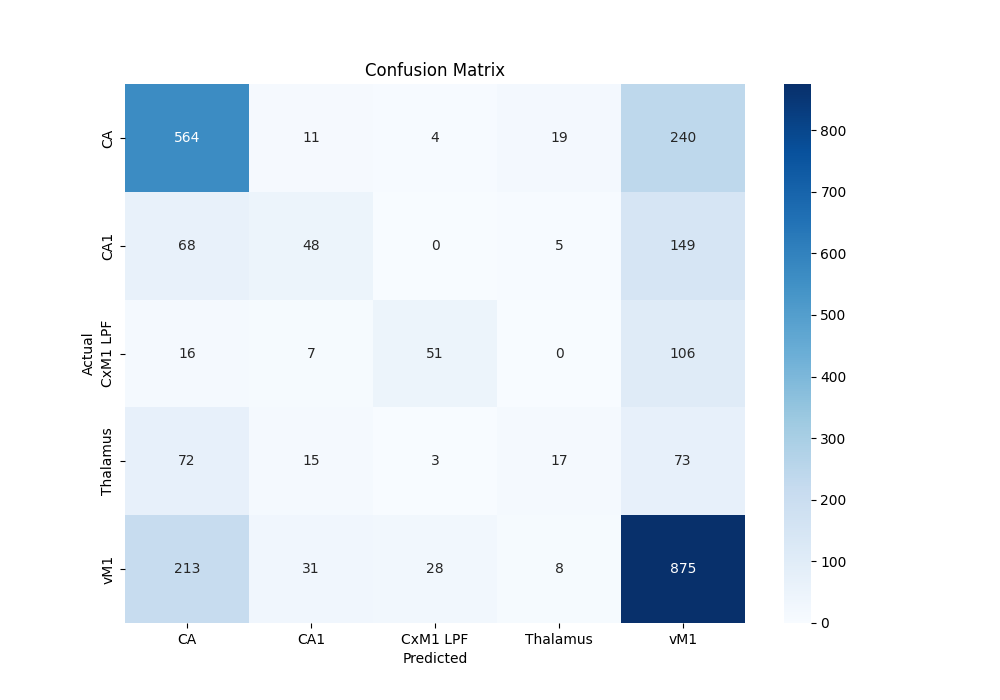 Confusion Matrix
Actual
CA
564 11 4 19 240
CA1
68 48 0 5 149
CxM1 LPF
16 7 51 0 106
Thalamus
72 15 3 17 73
vM1
213 31 28 8 875
CA CA1 CxM1 LPF Thalamus vM1
Predicted
800
700
600
500
400
300
200
100
0